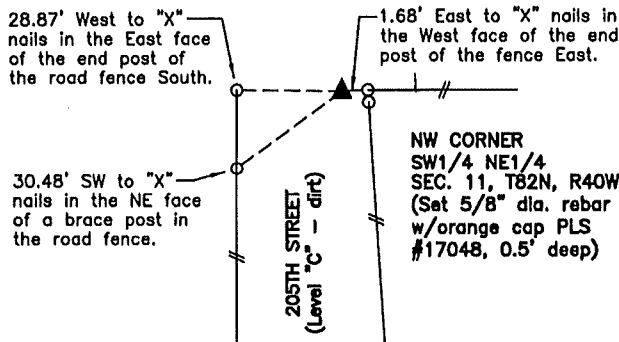 28.87' West to "X"
nails in the East face
of the end post of
the road fence South.
1.68' East to "X" nails in
the West face of the end
post of the fence East.
30.48' SW to "X"
nails in the NE face
of a brace post in
the road fence.
205TH STREET
(Level "C" – dirt)
NW CORNER
SW1/4 NE1/4
SEC. 11, T82N, R40W
(Set 5/8" dia. rebar
w/orange cap PLS
#17048, 0.5' deep)